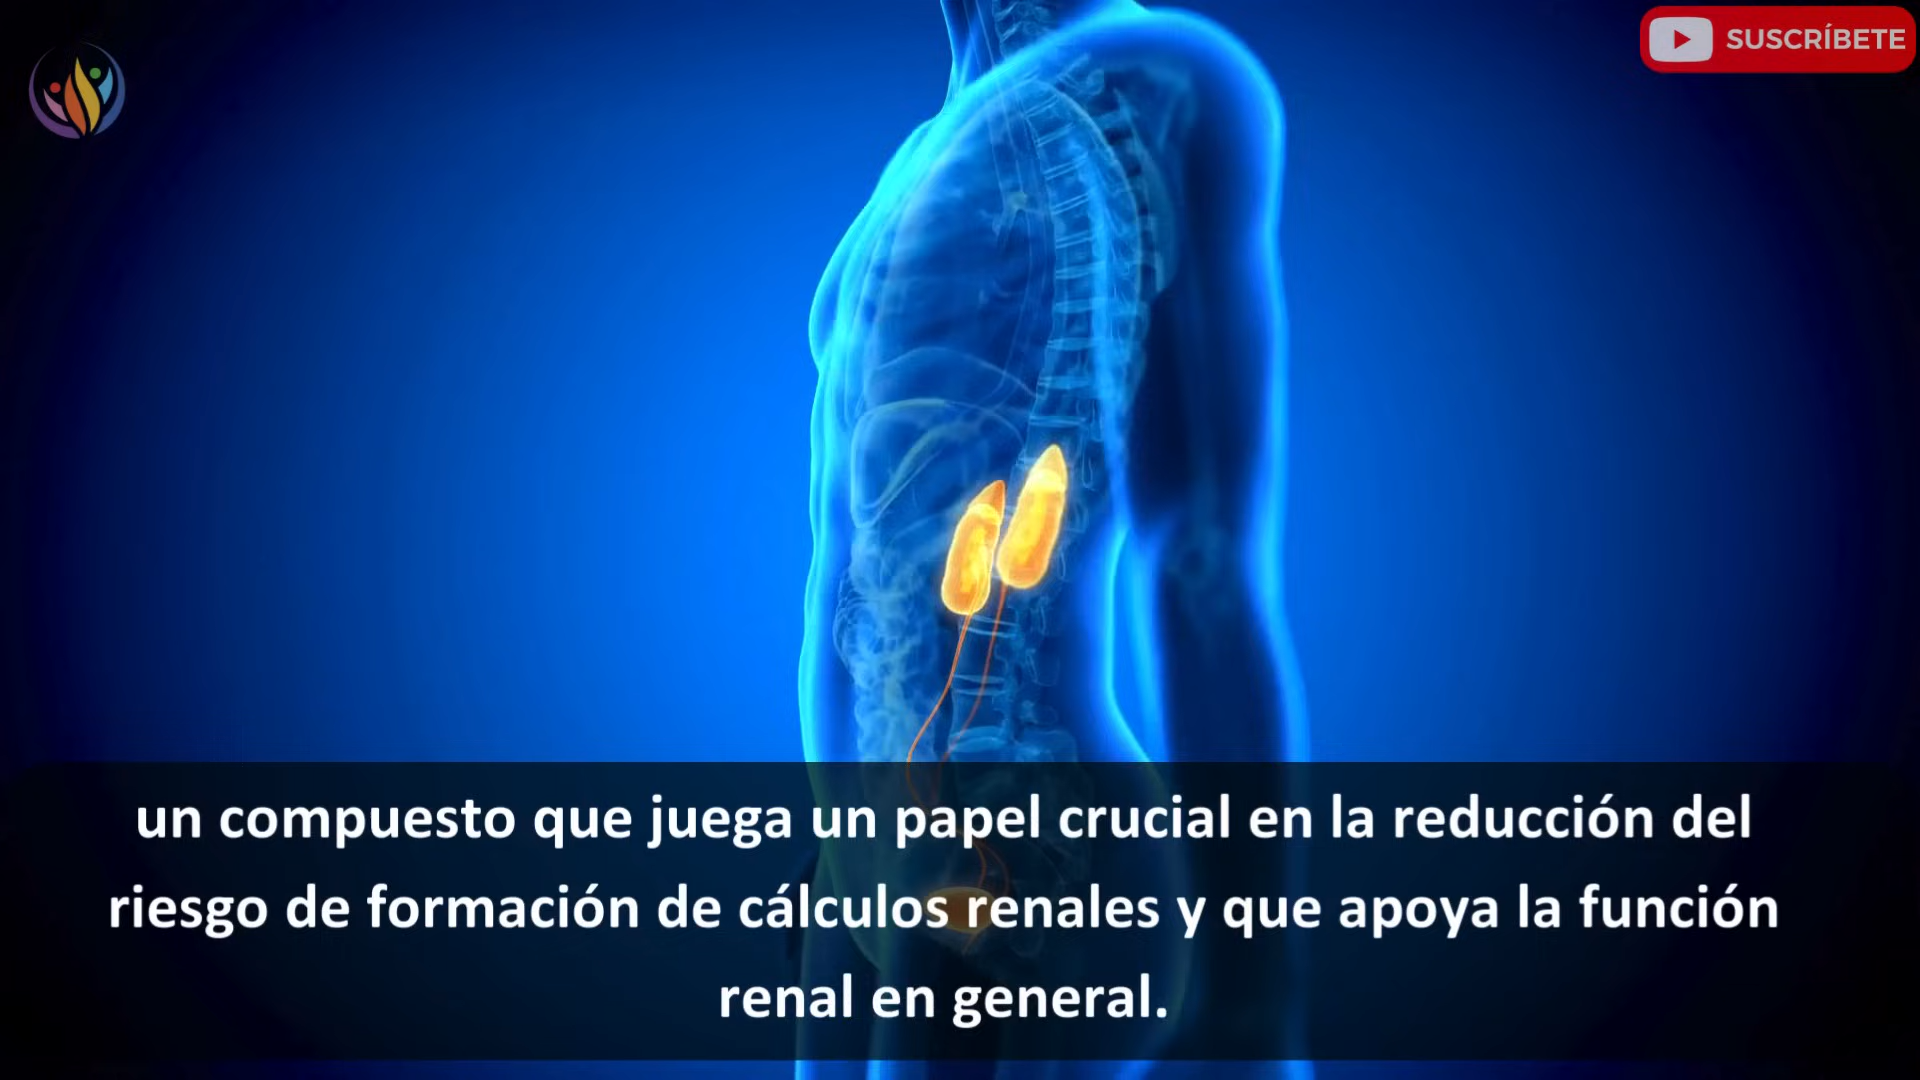 SUSCRÍBETE
un compuesto que juega un papel crucial en la reducción del
riesgo de formación de cálculos renales y que apoya la función
renal en general.